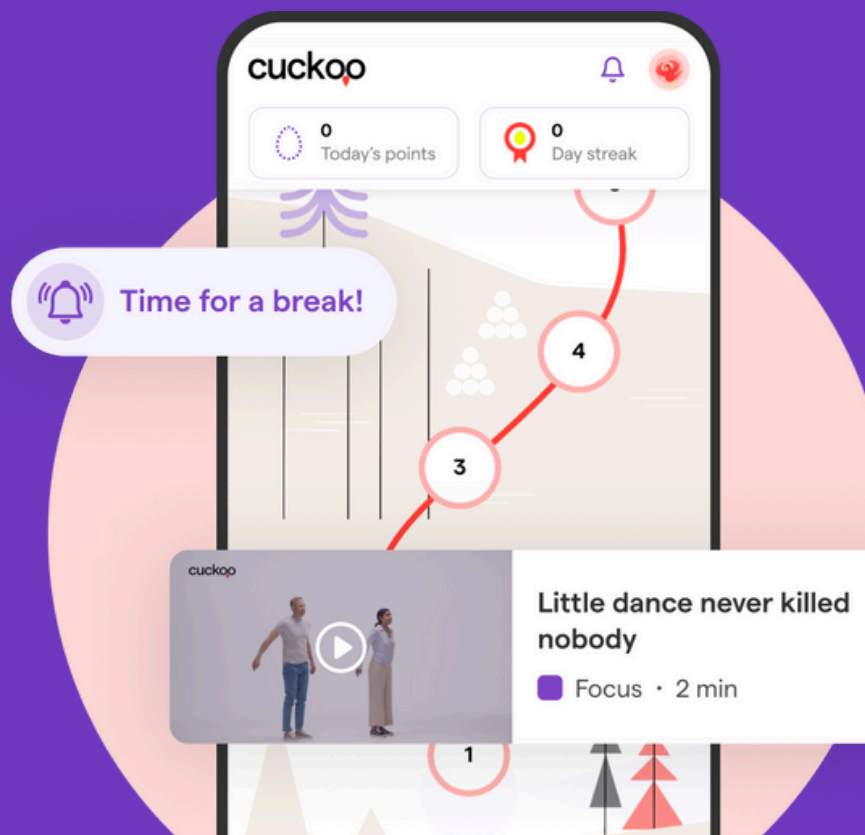 cuckoo
0
Today's points
0
Day streak
Time for a break!
4
3
cuckoo
Little dance never killed
nobody
Focus · 2 min
1